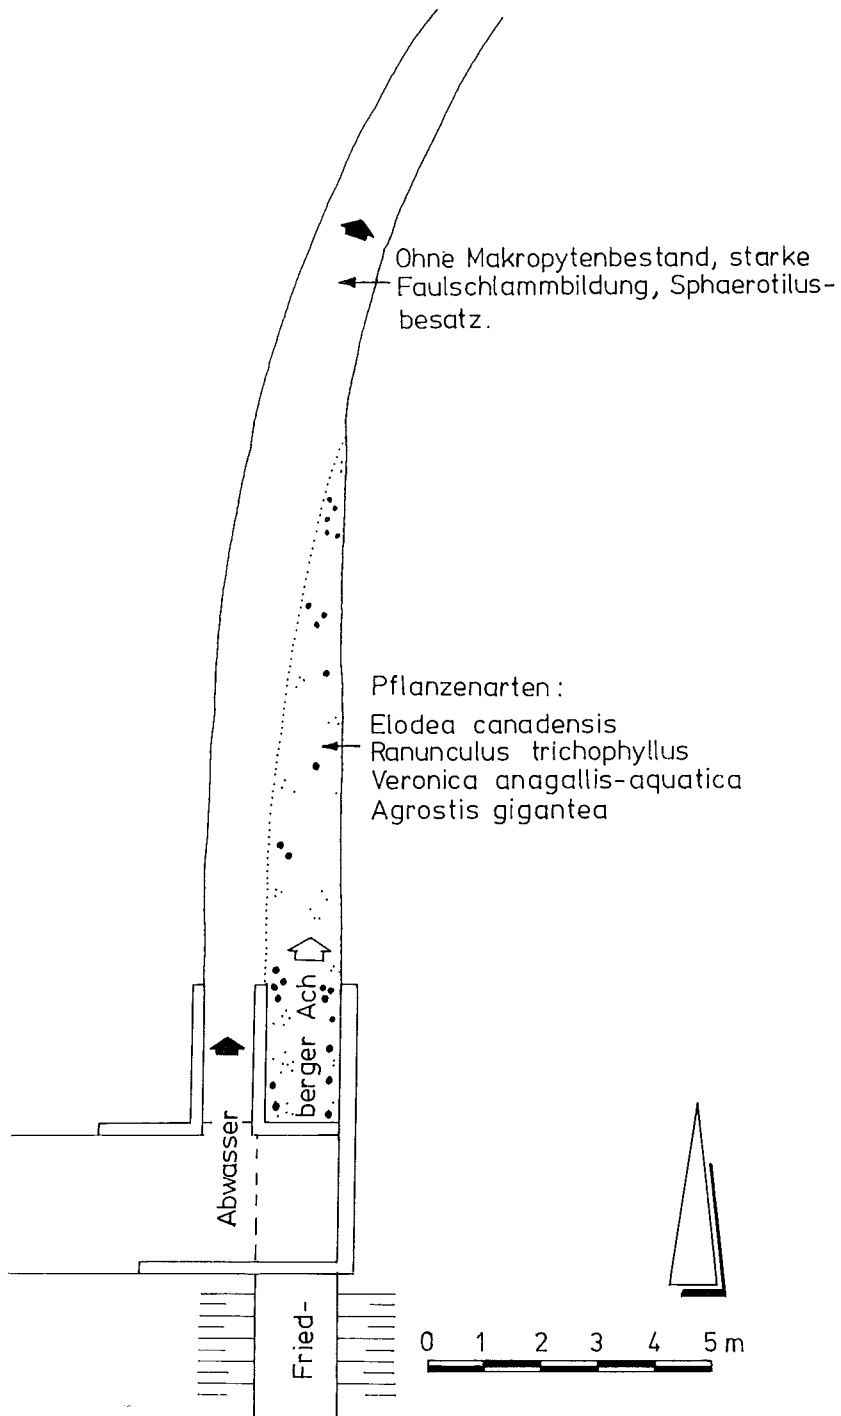 Ohne Makropytenbestand, starke
Faulschlammbildung, Sphaerotilus-
besatz.
Pflanzenarten:
Elodea canadensis
Ranunculus trichophyllus
Veronica anagallis-aquatica
Agrostis gigantea
Abwasser
Fried-
berger Ach
0 1 2 3 4 5 m